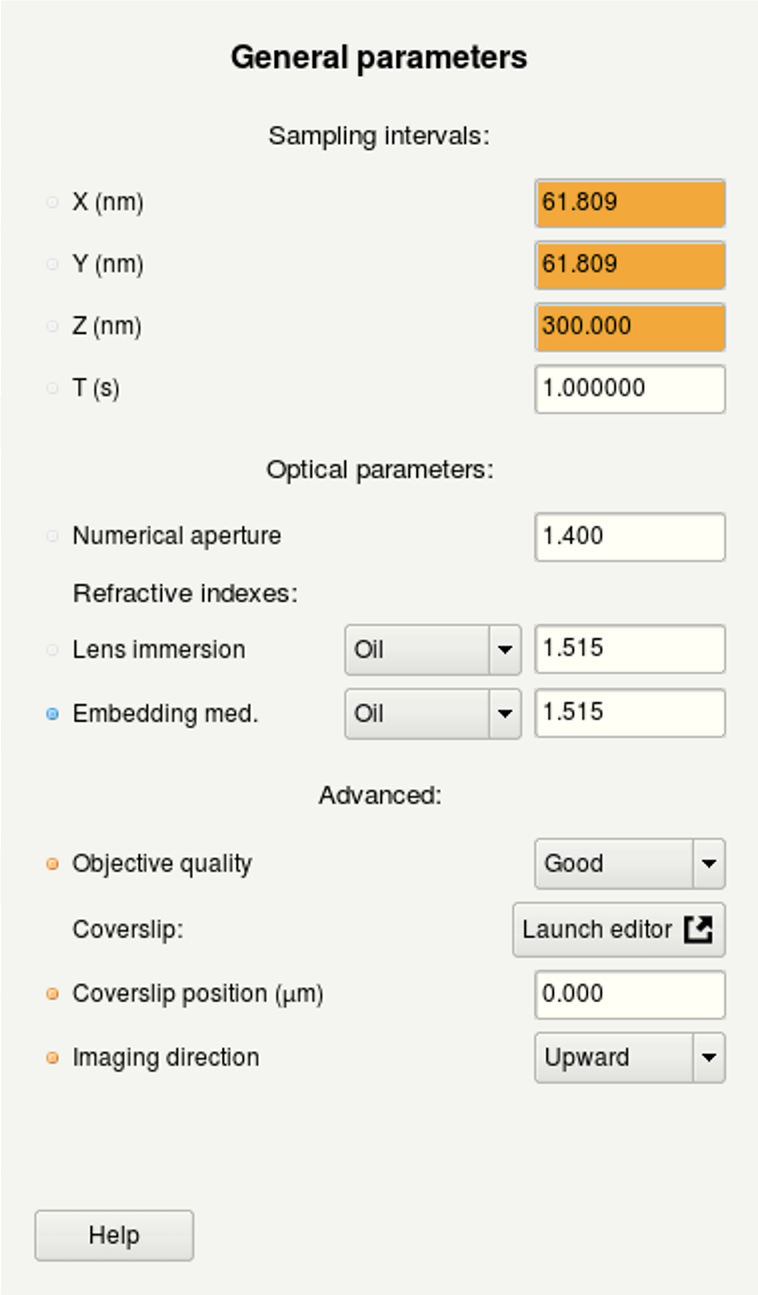 General parameters
Sampling intervals:
X (nm) 61.809
Y (nm) 61.809
Z (nm) 300.000
T (s) 1.000000
Optical parameters:
Numerical aperture 1.400
Refractive indexes:
Lens immersion Oil 1.515
Embedding med. Oil 1.515
Advanced:
Objective quality Good
Coverslip: Launch editor
Coverslip position (μm) 0.000
Imaging direction Upward
Help